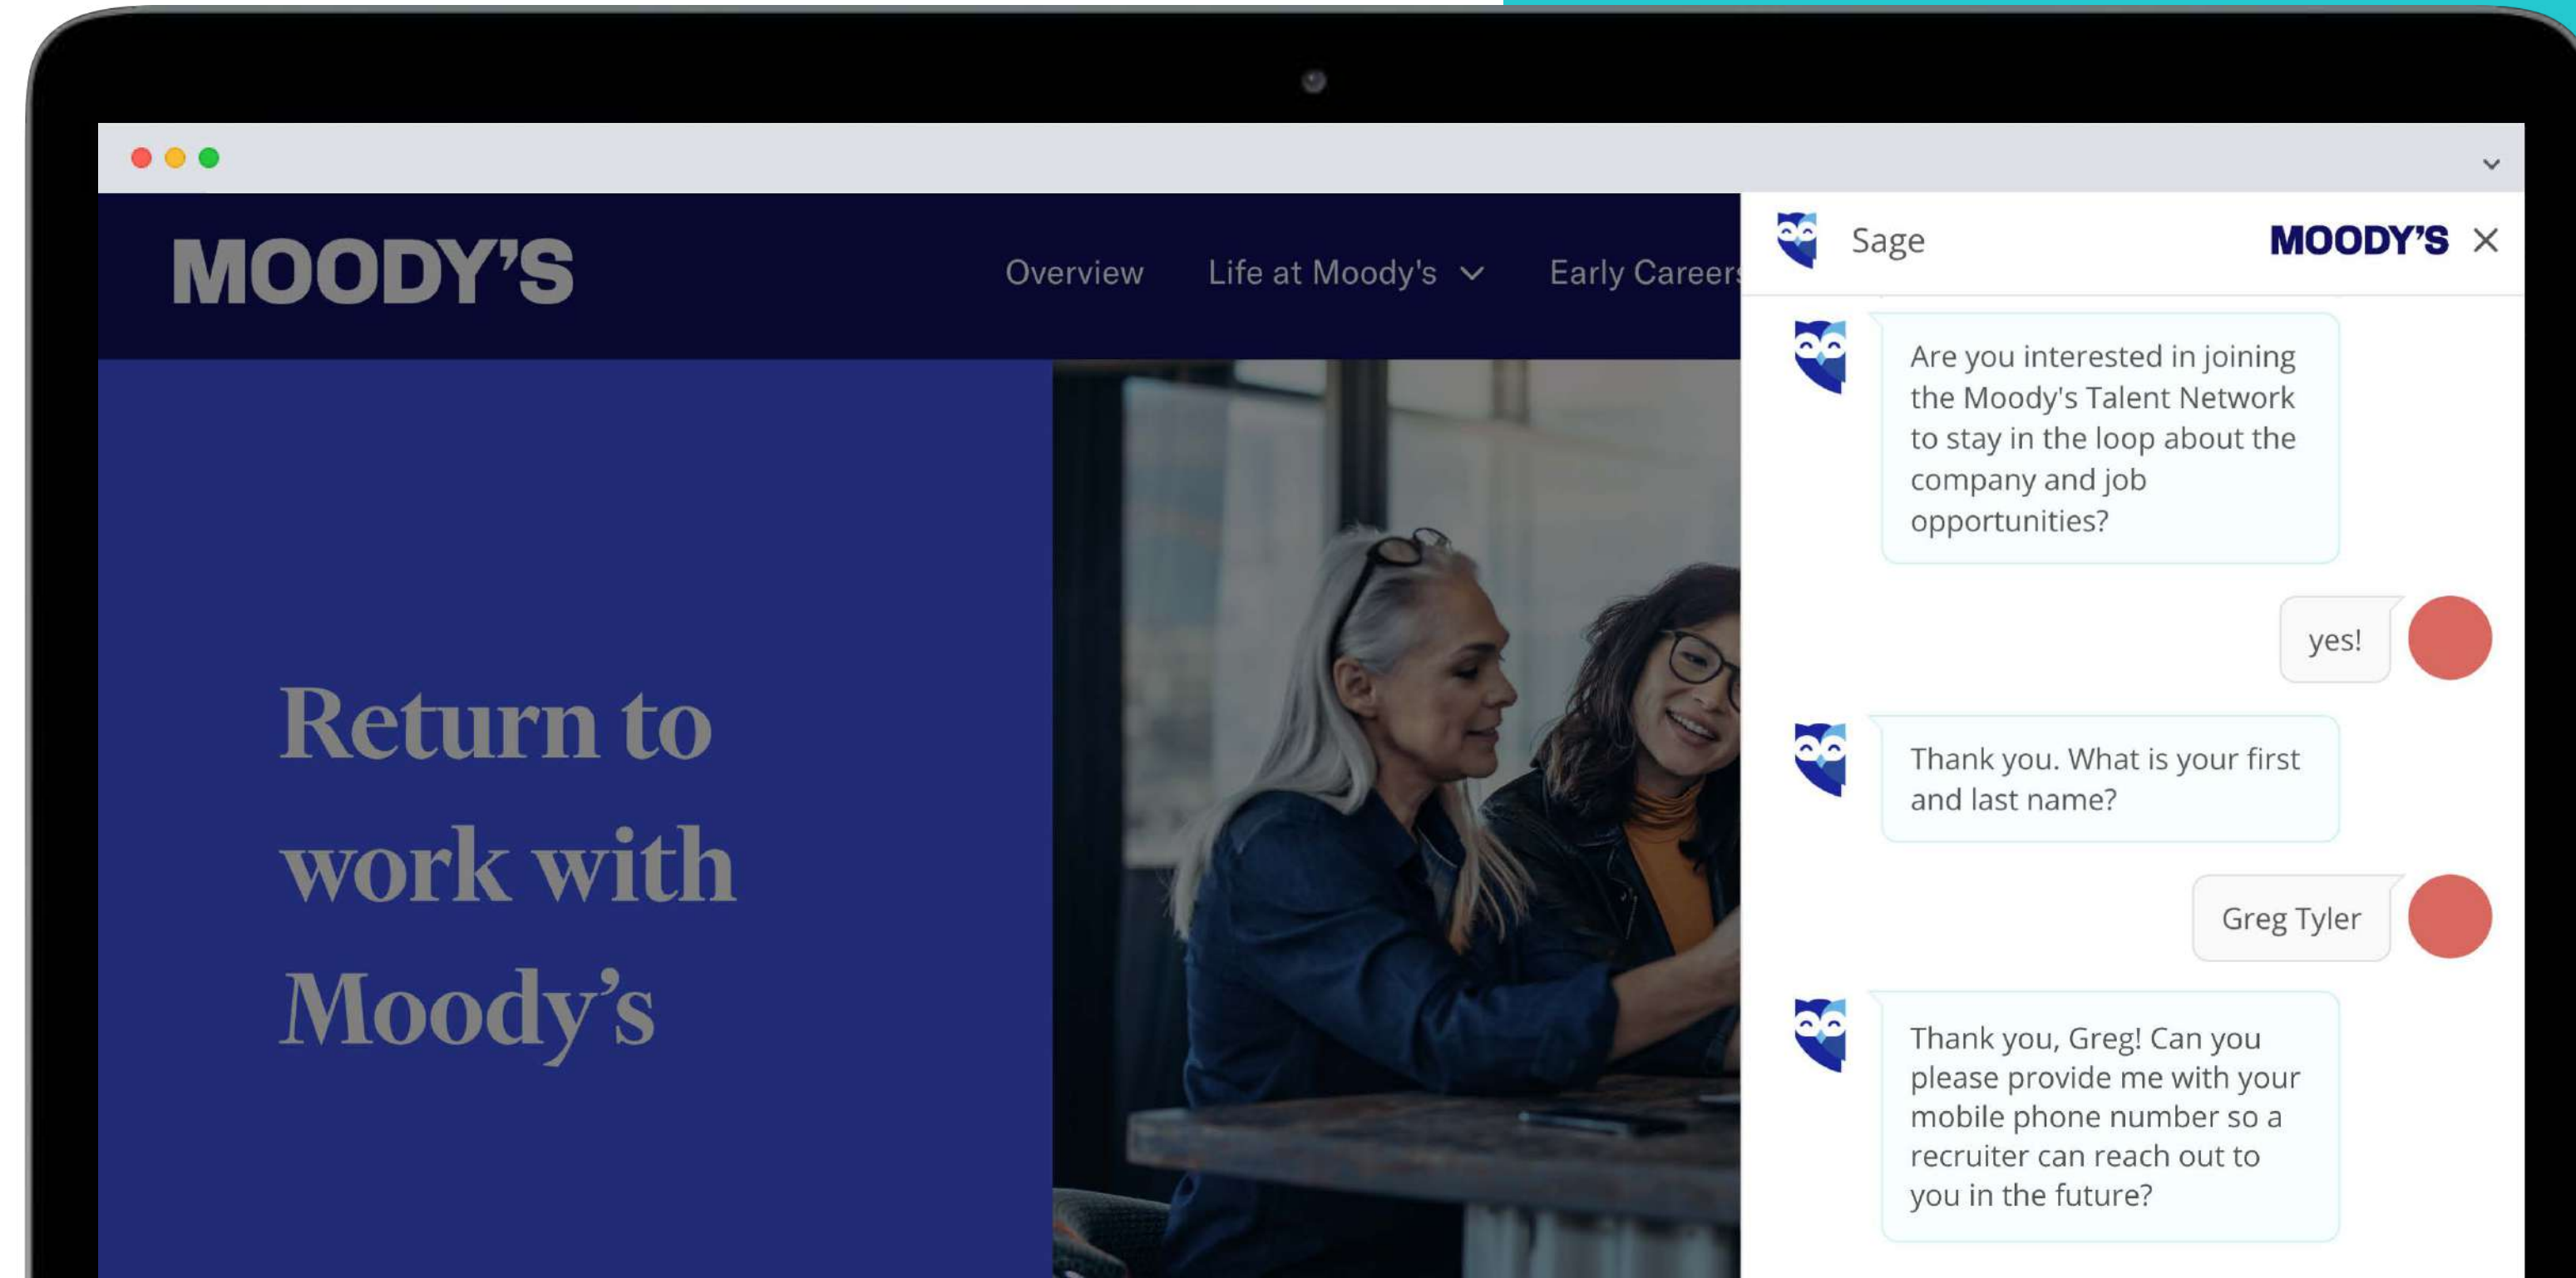 MOODY'S
Overview
Life at Moody's
Early Careers
Return to
work with
Moody's
Sage
MOODY'S
Are you interested in joining
the Moody's Talent Network
to stay in the loop about the
company and job
opportunities?
yes!
Thank you. What is your first
and last name?
Greg Tyler
Thank you, Greg! Can you
please provide me with your
mobile phone number so a
recruiter can reach out to
you in the future?